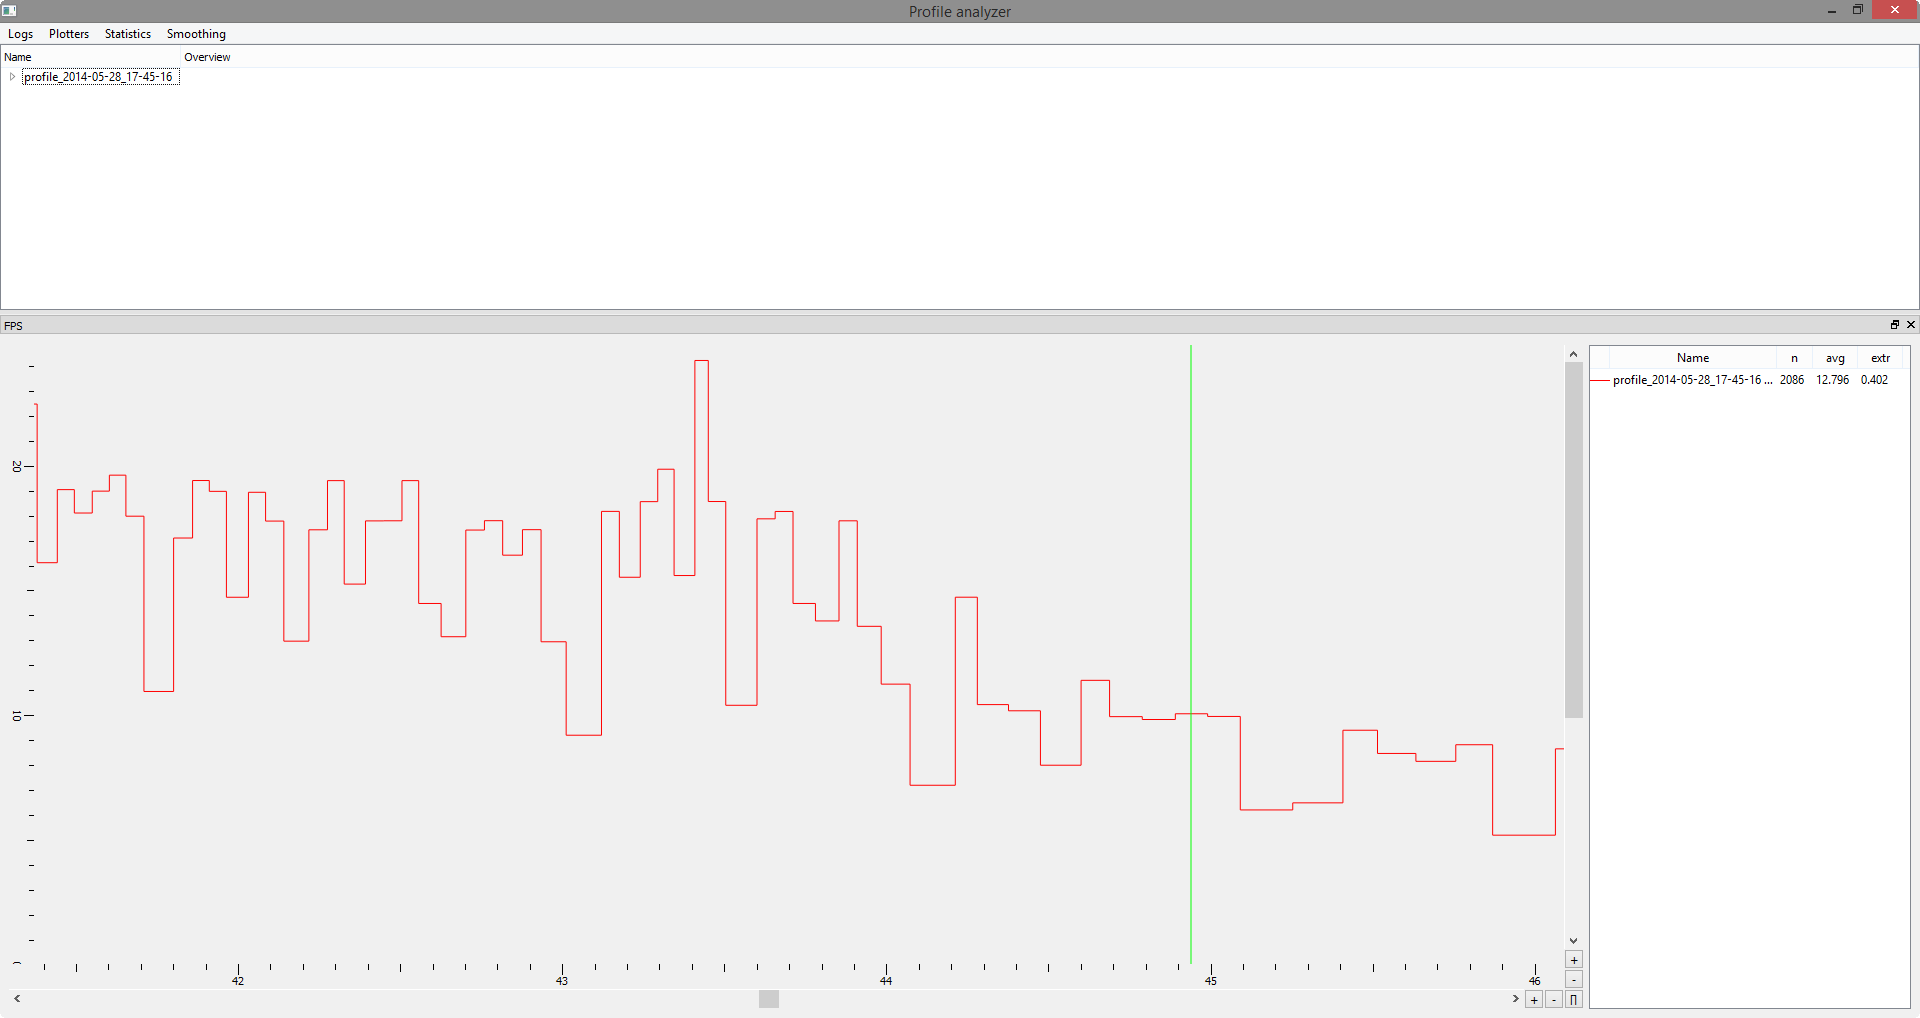 Profile analyzer
Logs Plotters Statistics Smoothing
Name Overview
profile_2014-05-28_17-45-16
FPS
Name n avg extr
profile_2014-05-28_17-45-16 ... 2086 12.796 0.402
20
10
42 43 44 45 46